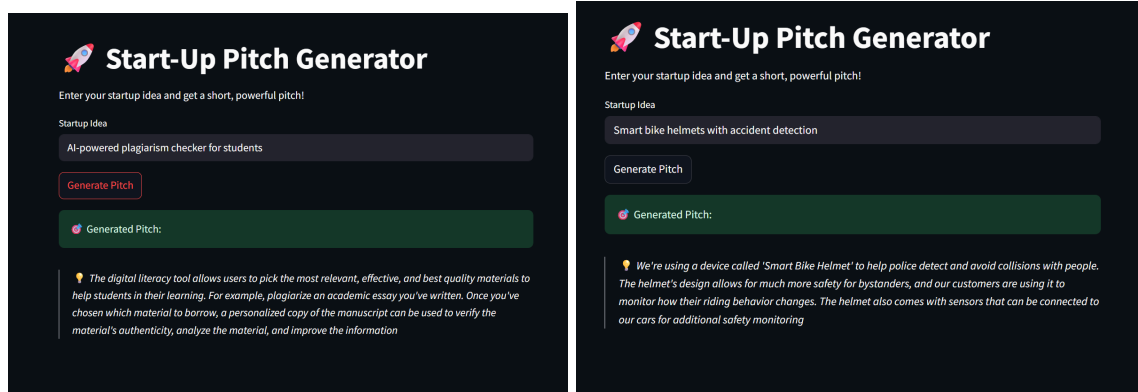 🚀 Start-Up Pitch Generator
Enter your startup idea and get a short, powerful pitch!
Startup Idea
AI-powered plagiarism checker for students
Generate Pitch
🎯 Generated Pitch:
💡 The digital literacy tool allows users to pick the most relevant, effective, and best quality materials to
help students in their learning. For example, plagiarize an academic essay you've written. Once you've
chosen which material to borrow, a personalized copy of the manuscript can be used to verify the
material's authenticity, analyze the material, and improve the information
🚀 Start-Up Pitch Generator
Enter your startup idea and get a short, powerful pitch!
Startup Idea
Smart bike helmets with accident detection
Generate Pitch
🎯 Generated Pitch:
💡 We're using a device called 'Smart Bike Helmet' to help police detect and avoid collisions with people.
The helmet's design allows for much more safety for bystanders, and our customers are using it to
monitor how their riding behavior changes. The helmet also comes with sensors that can be connected to
our cars for additional safety monitoring